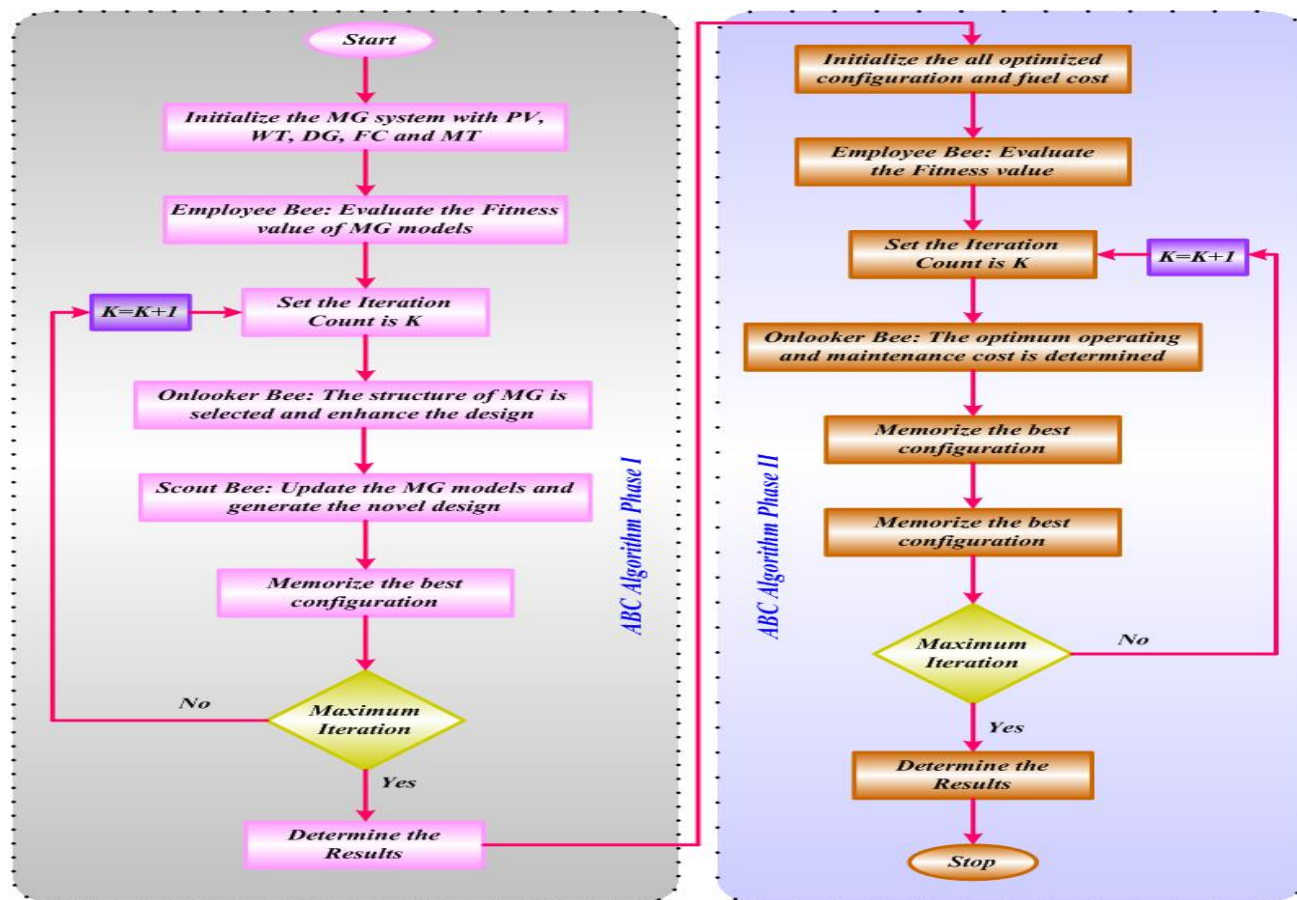 Start
Initialize the MG system with PV,
WT, DG, FC and MT
Employee Bee: Evaluate the Fitness
value of MG models
K=K+1
Set the Iteration
Count is K
Onlooker Bee: The structure of MG is
selected and enhance the design
Scout Bee: Update the MG models and
generate the novel design
Memorize the best
configuration
No
Maximum
Iteration
Yes
Determine the
Results
ABC Algorithm Phase I
Initialize the all optimized
configuration and fuel cost
Employee Bee: Evaluate
the Fitness value
Set the Iteration
Count is K
K=K+1
Onlooker Bee: The optimum operating
and maintenance cost is determined
Memorize the best
configuration
Memorize the best
configuration
Maximum
Iteration
No
Yes
Determine the
Results
Stop
ABC Algorithm Phase II